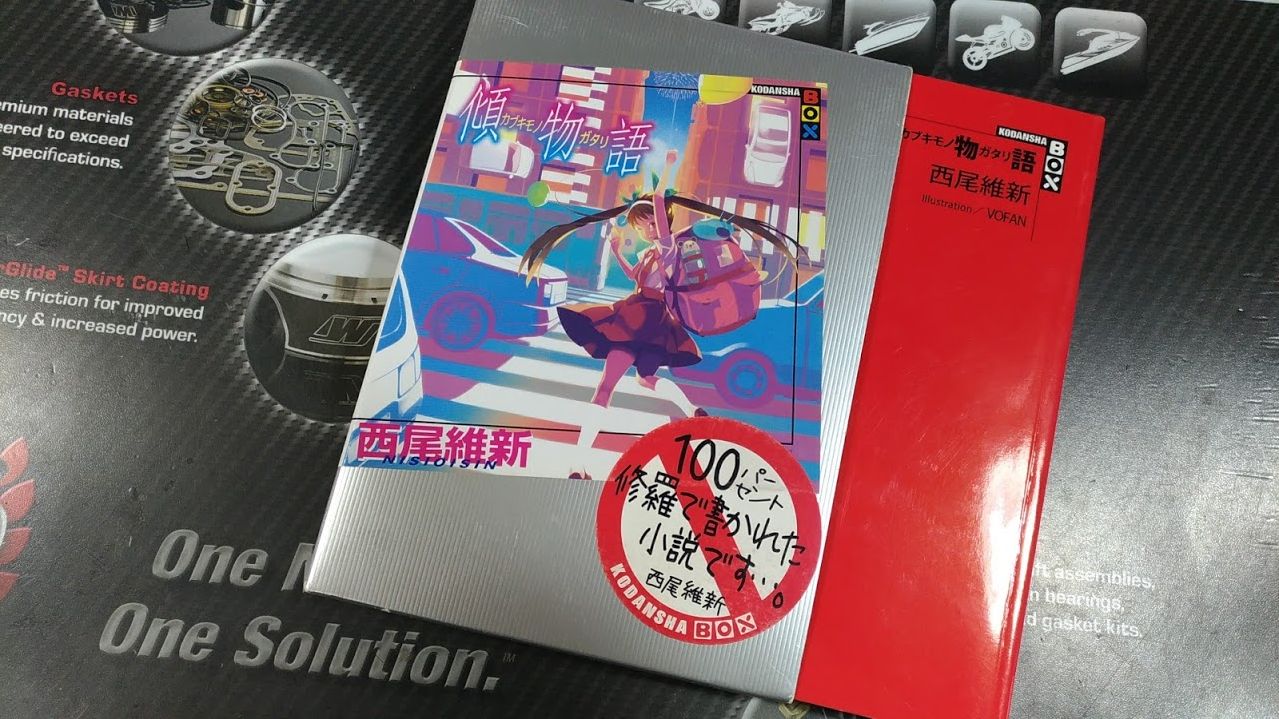 Gaskets
emium materials
eered to exceed
specifications.
rGlide™ Skirt Coating
es friction for improved
ncy & increased power.
One
One Solution.™
傾カブキモノ物ガタリ語
KODANSHA
BOX
西尾維新
NISIOISIN
100パーセント
修羅で書かれた
小説です…。
西尾維新
KODANSHA BOX
カブキモノ物ガタリ語
KODANSHA
BOX
西尾維新
Illustration／VOFAN
ft assemblies,
n bearings,
d gasket kits.